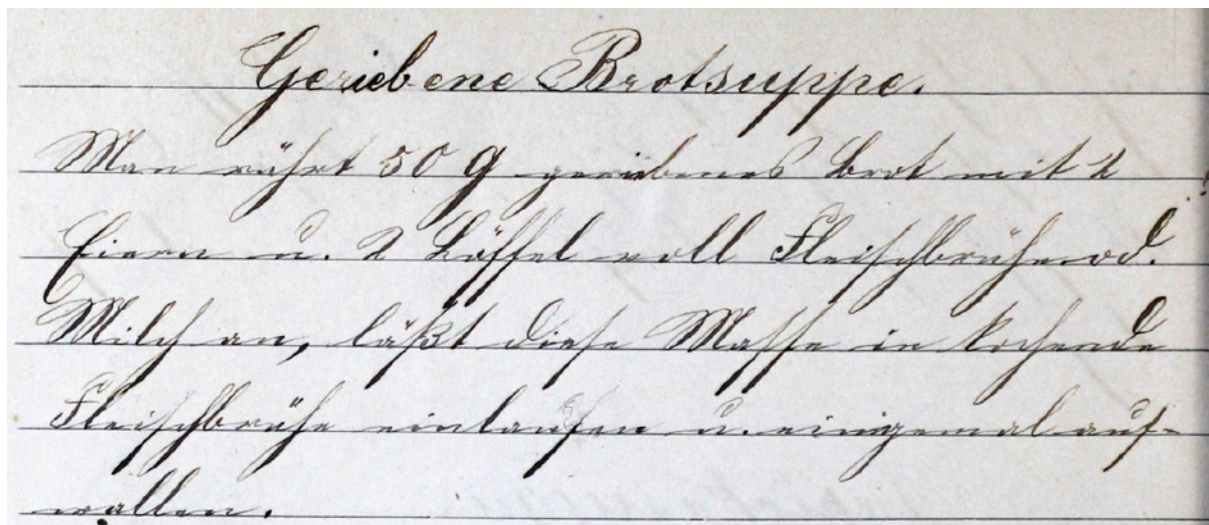 Geriebene Brotsuppe.
Man rührt 50 g geriebenes Brot mit 2
Eiern u. 2 Löffel voll Fleischbrühe od.
Milch an, läßt diese Masse in kochende
Fleischbrühe einlaufen u. einigemal auf-
wallen.